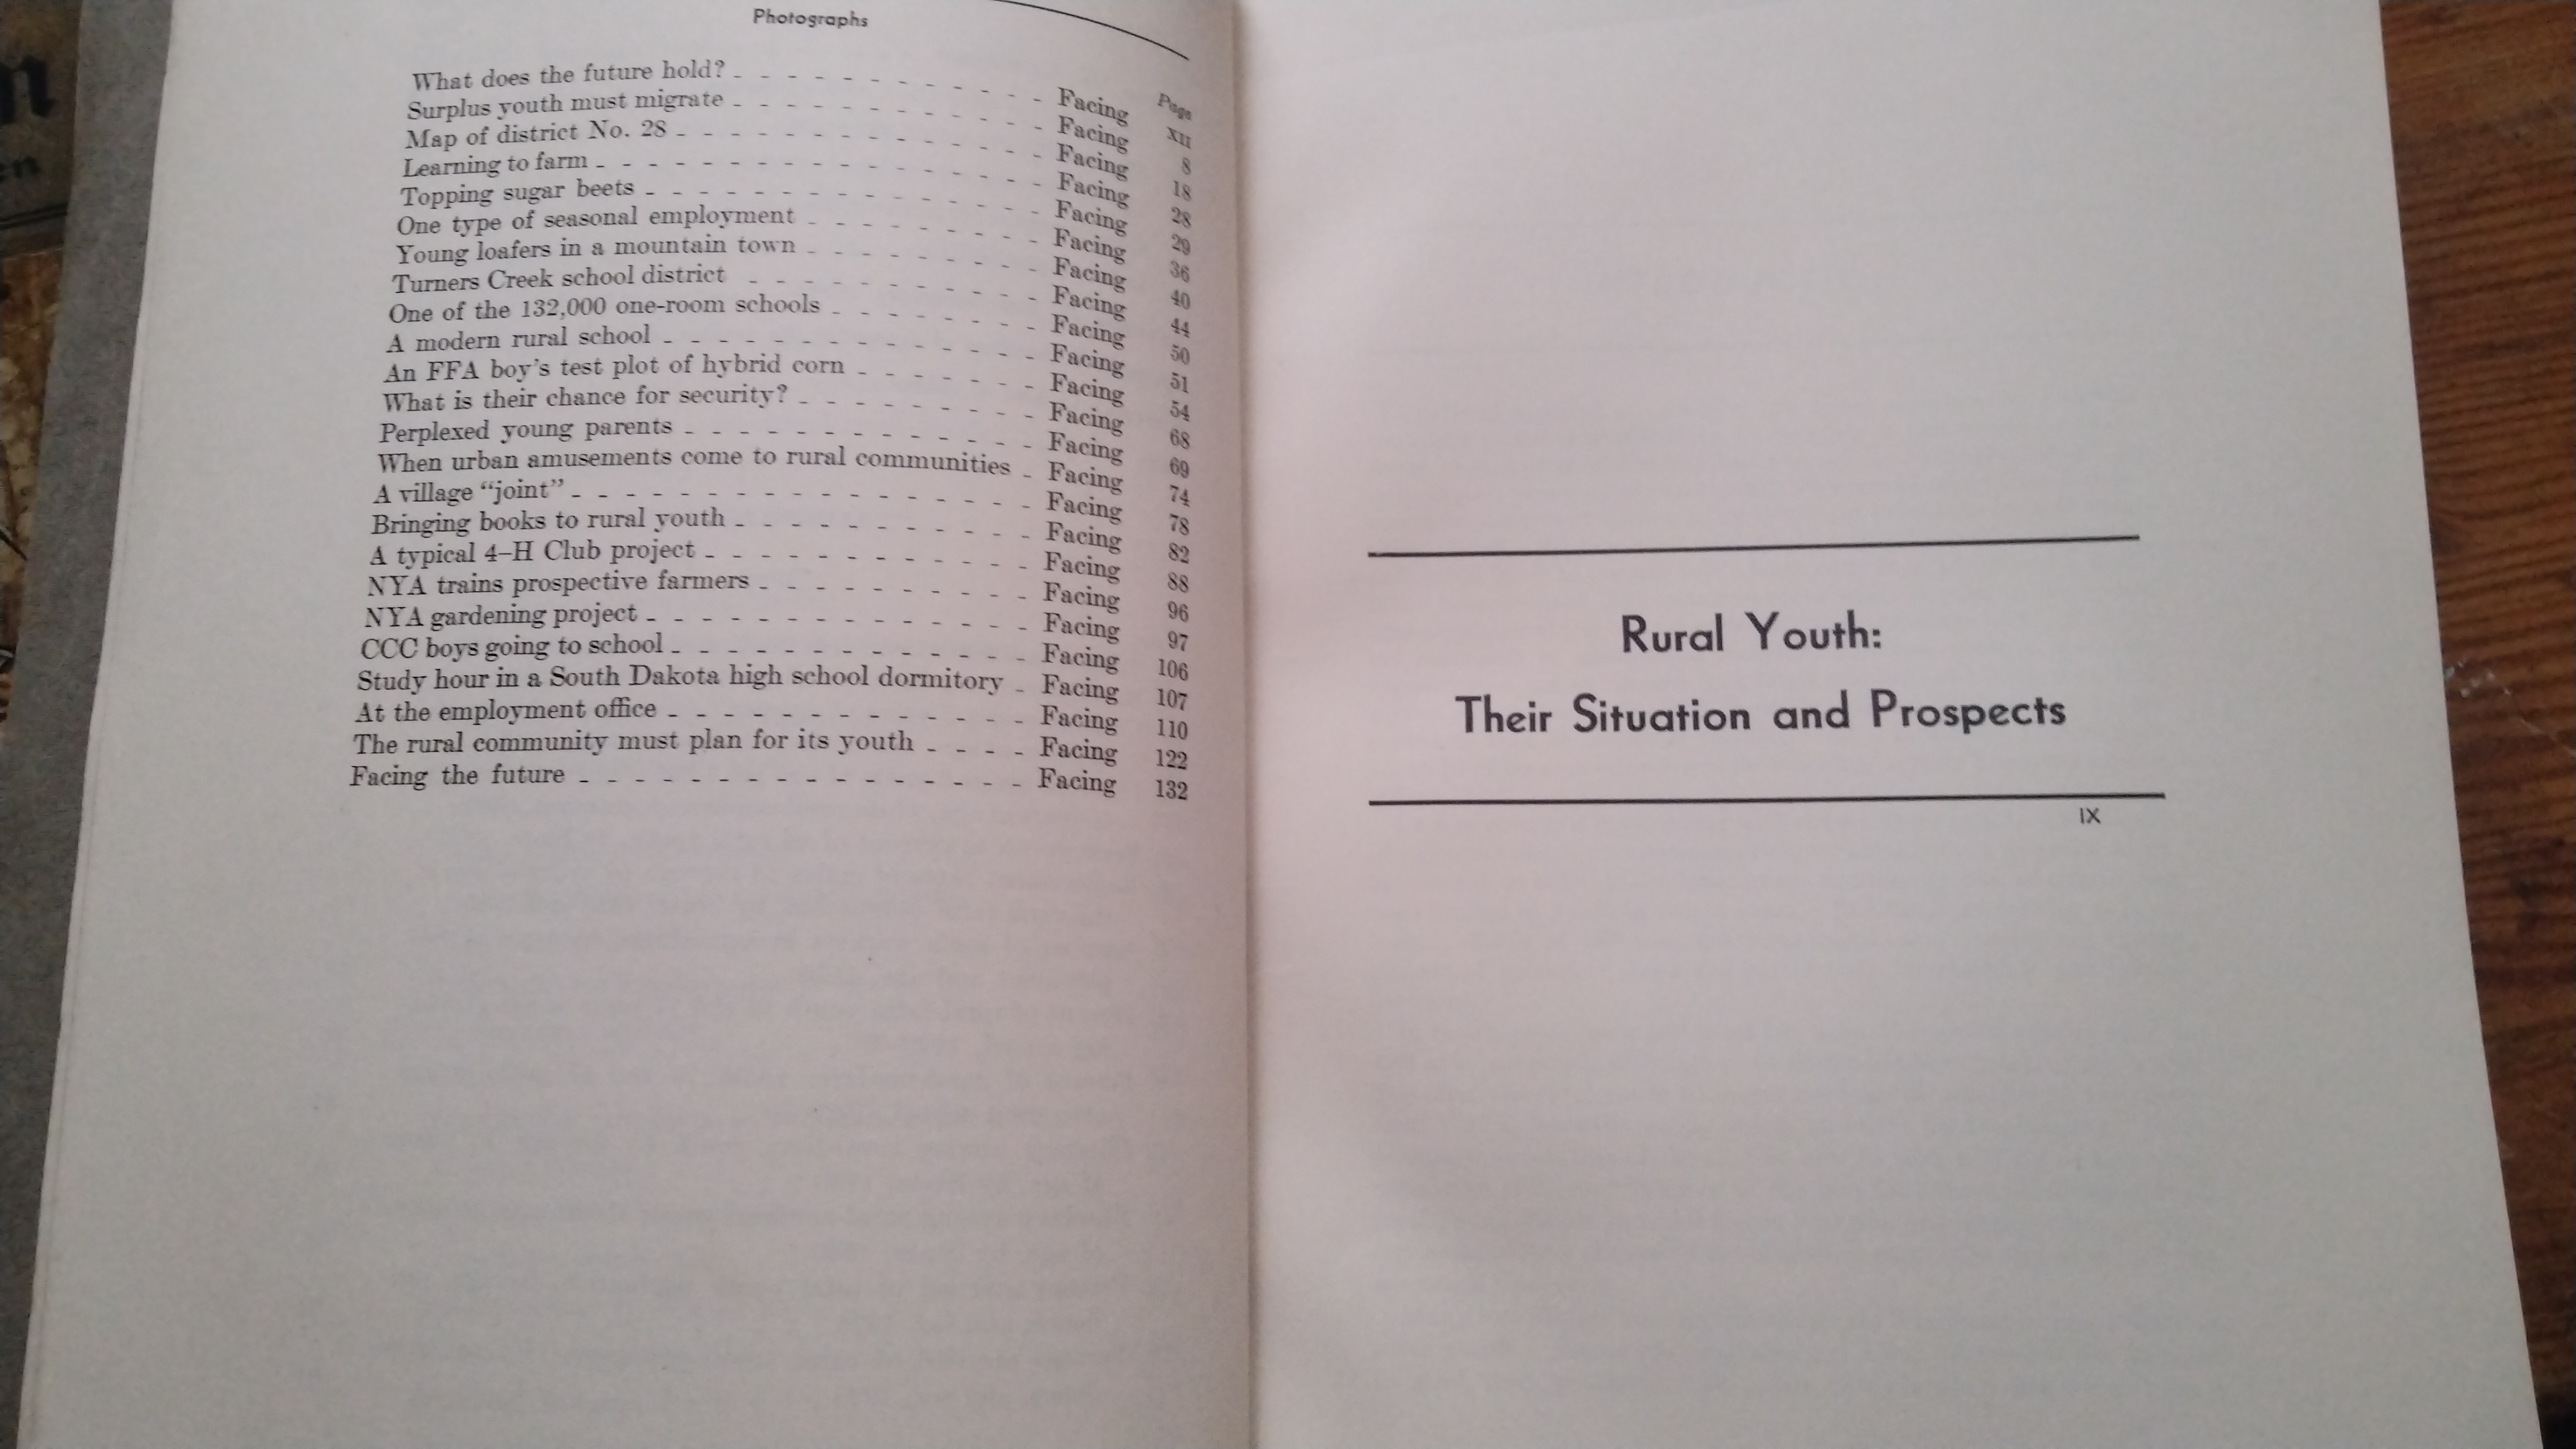 Photographs
Page
What does the future hold? - - - - - - - - - - - Facing XII
Surplus youth must migrate - - - - - - - - - - - Facing 8
Map of district No. 28 - - - - - - - - - - - - - Facing 18
Learning to farm - - - - - - - - - - - - - - - - Facing 28
Topping sugar beets - - - - - - - - - - - - - - Facing 29
One type of seasonal employment - - - - - - - - Facing 36
Young loafers in a mountain town - - - - - - - - Facing 40
Turners Creek school district - - - - - - - - - - Facing 44
One of the 132,000 one-room schools - - - - - - - Facing 50
A modern rural school - - - - - - - - - - - - - Facing 51
An FFA boy's test plot of hybrid corn - - - - - - Facing 54
What is their chance for security? - - - - - - - - Facing 68
Perplexed young parents - - - - - - - - - - - - Facing 69
When urban amusements come to rural communities - Facing 74
A village “joint” - - - - - - - - - - - - - - - - Facing 78
Bringing books to rural youth - - - - - - - - - - Facing 82
A typical 4–H Club project - - - - - - - - - - - Facing 88
NYA trains prospective farmers - - - - - - - - - Facing 96
NYA gardening project - - - - - - - - - - - - - Facing 97
CCC boys going to school - - - - - - - - - - - - Facing 106
Study hour in a South Dakota high school dormitory - Facing 107
At the employment office - - - - - - - - - - - - Facing 110
The rural community must plan for its youth - - - - Facing 122
Facing the future - - - - - - - - - - - - - - - - Facing 132
Rural Youth:
Their Situation and Prospects
IX